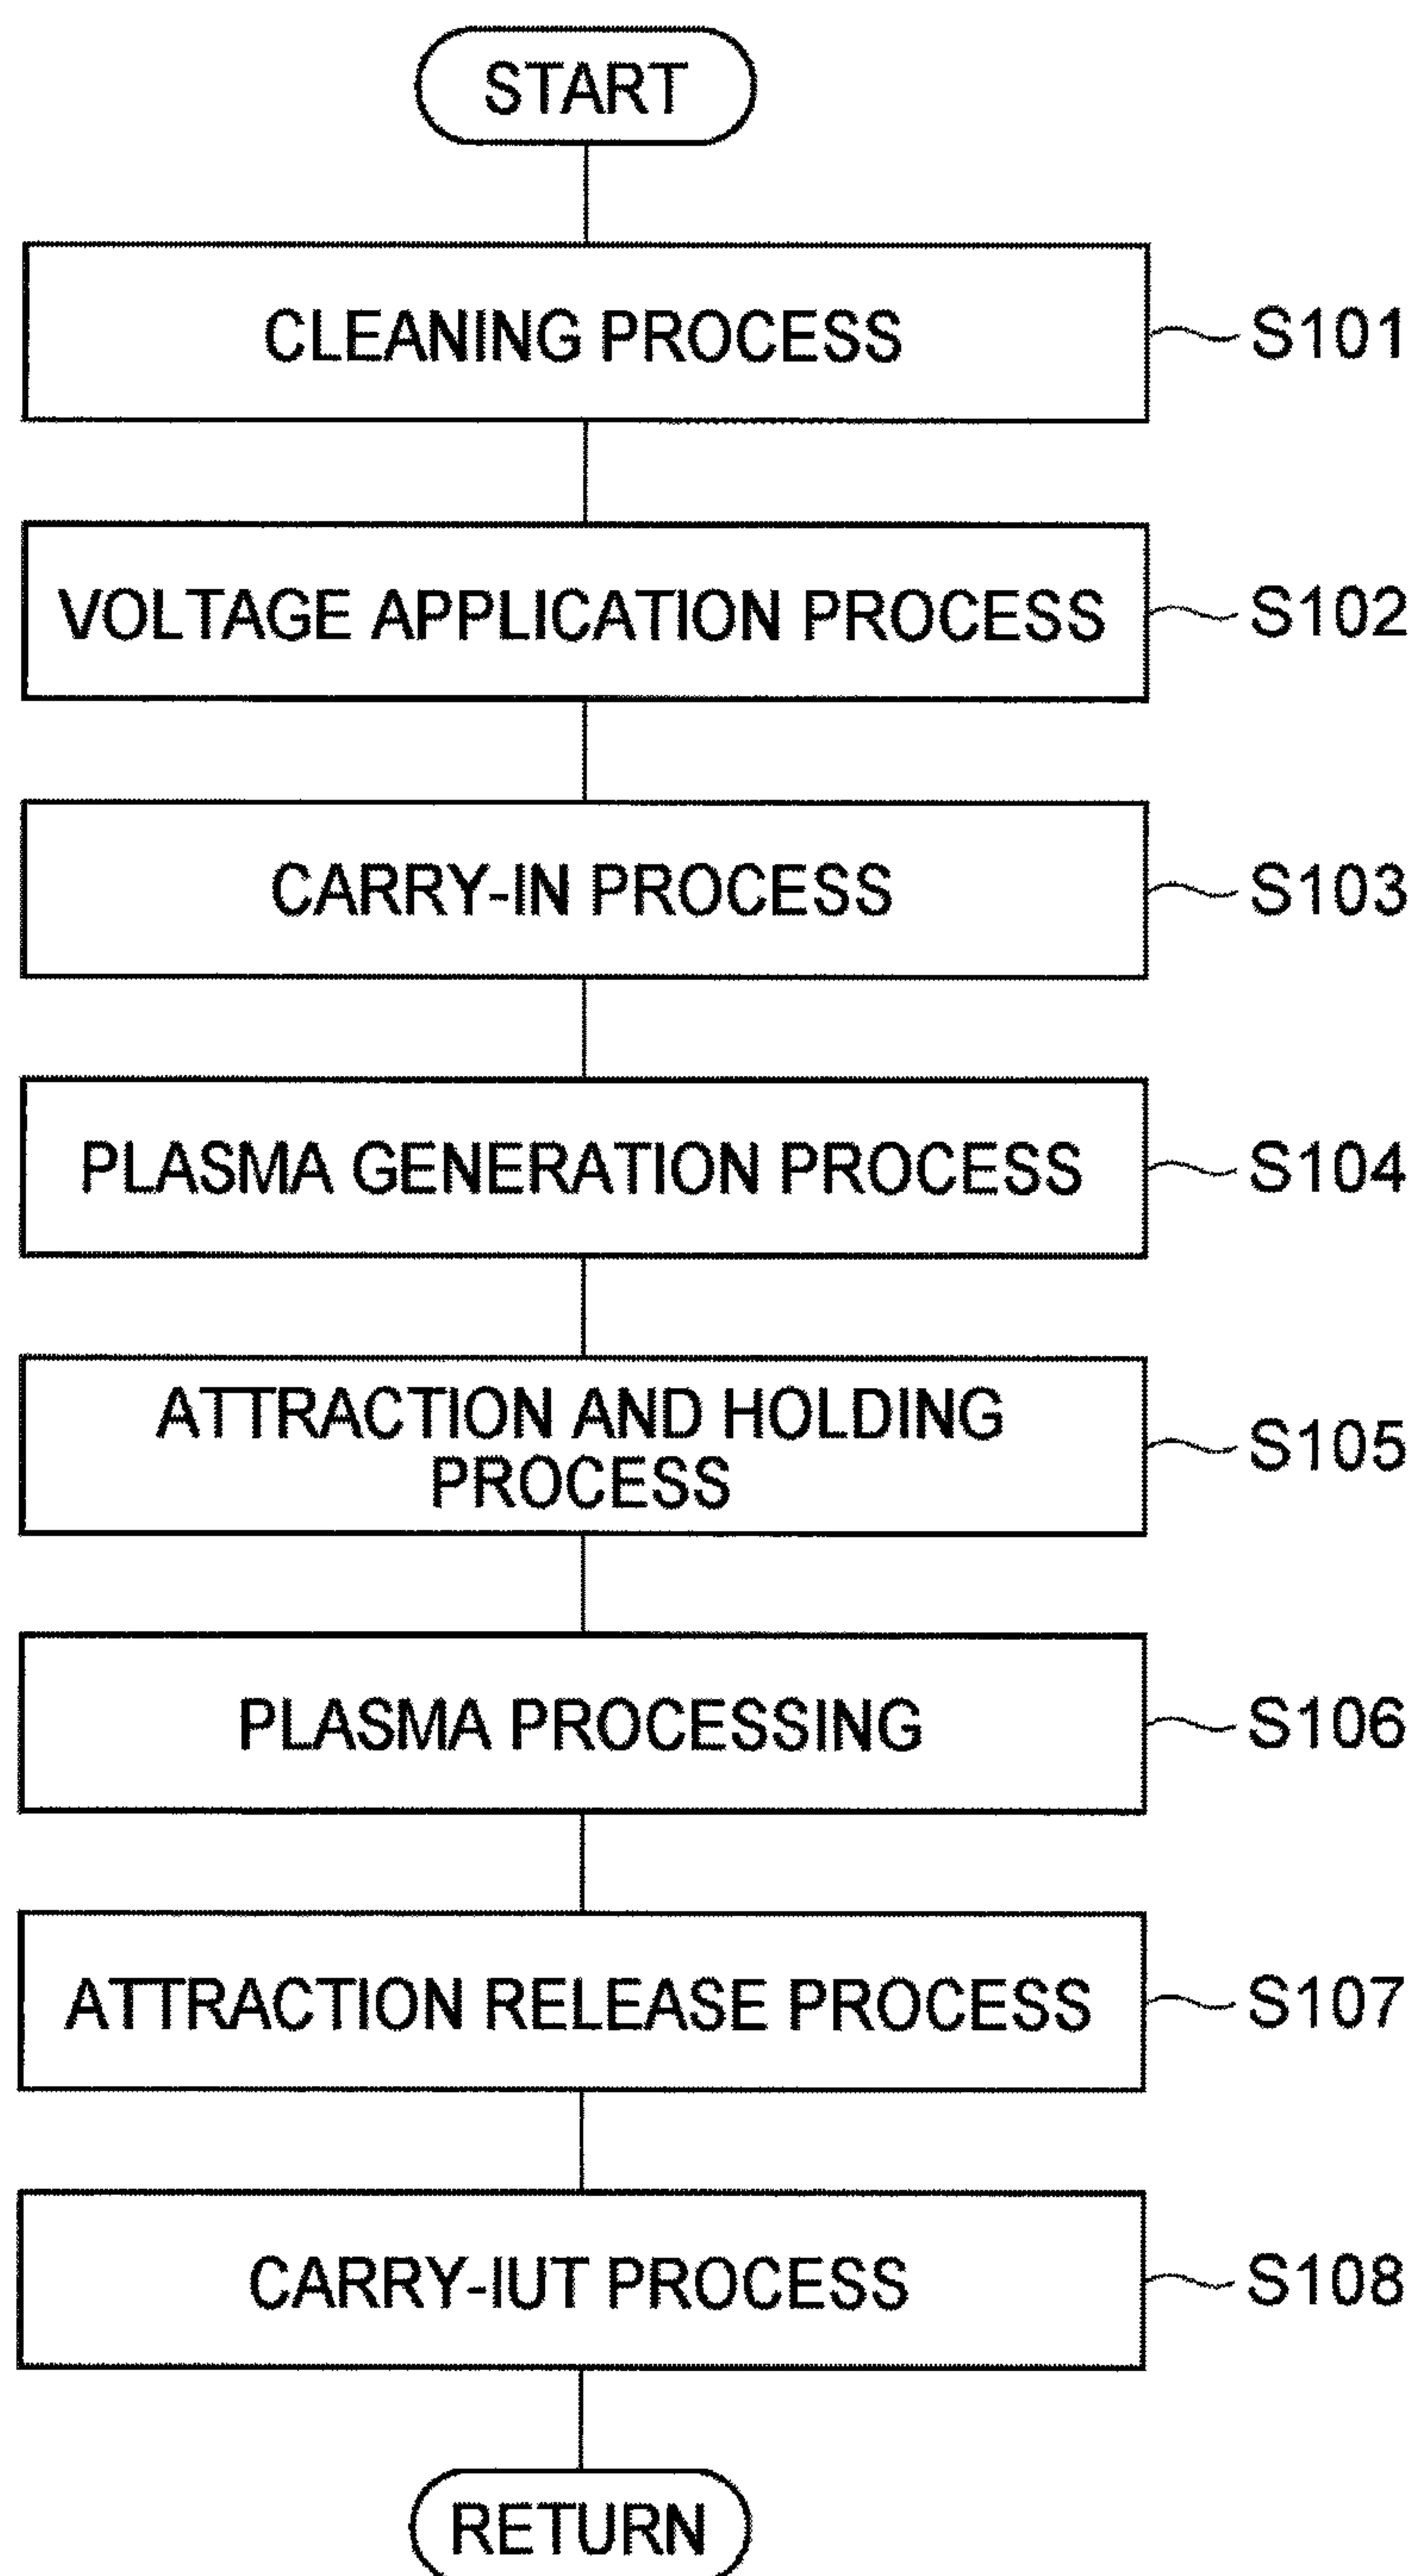 START
CLEANING PROCESS S101
VOLTAGE APPLICATION PROCESS S102
CARRY-IN PROCESS S103
PLASMA GENERATION PROCESS S104
ATTRACTION AND HOLDING
PROCESS S105
PLASMA PROCESSING S106
ATTRACTION RELEASE PROCESS S107
CARRY-IUT PROCESS S108
RETURN